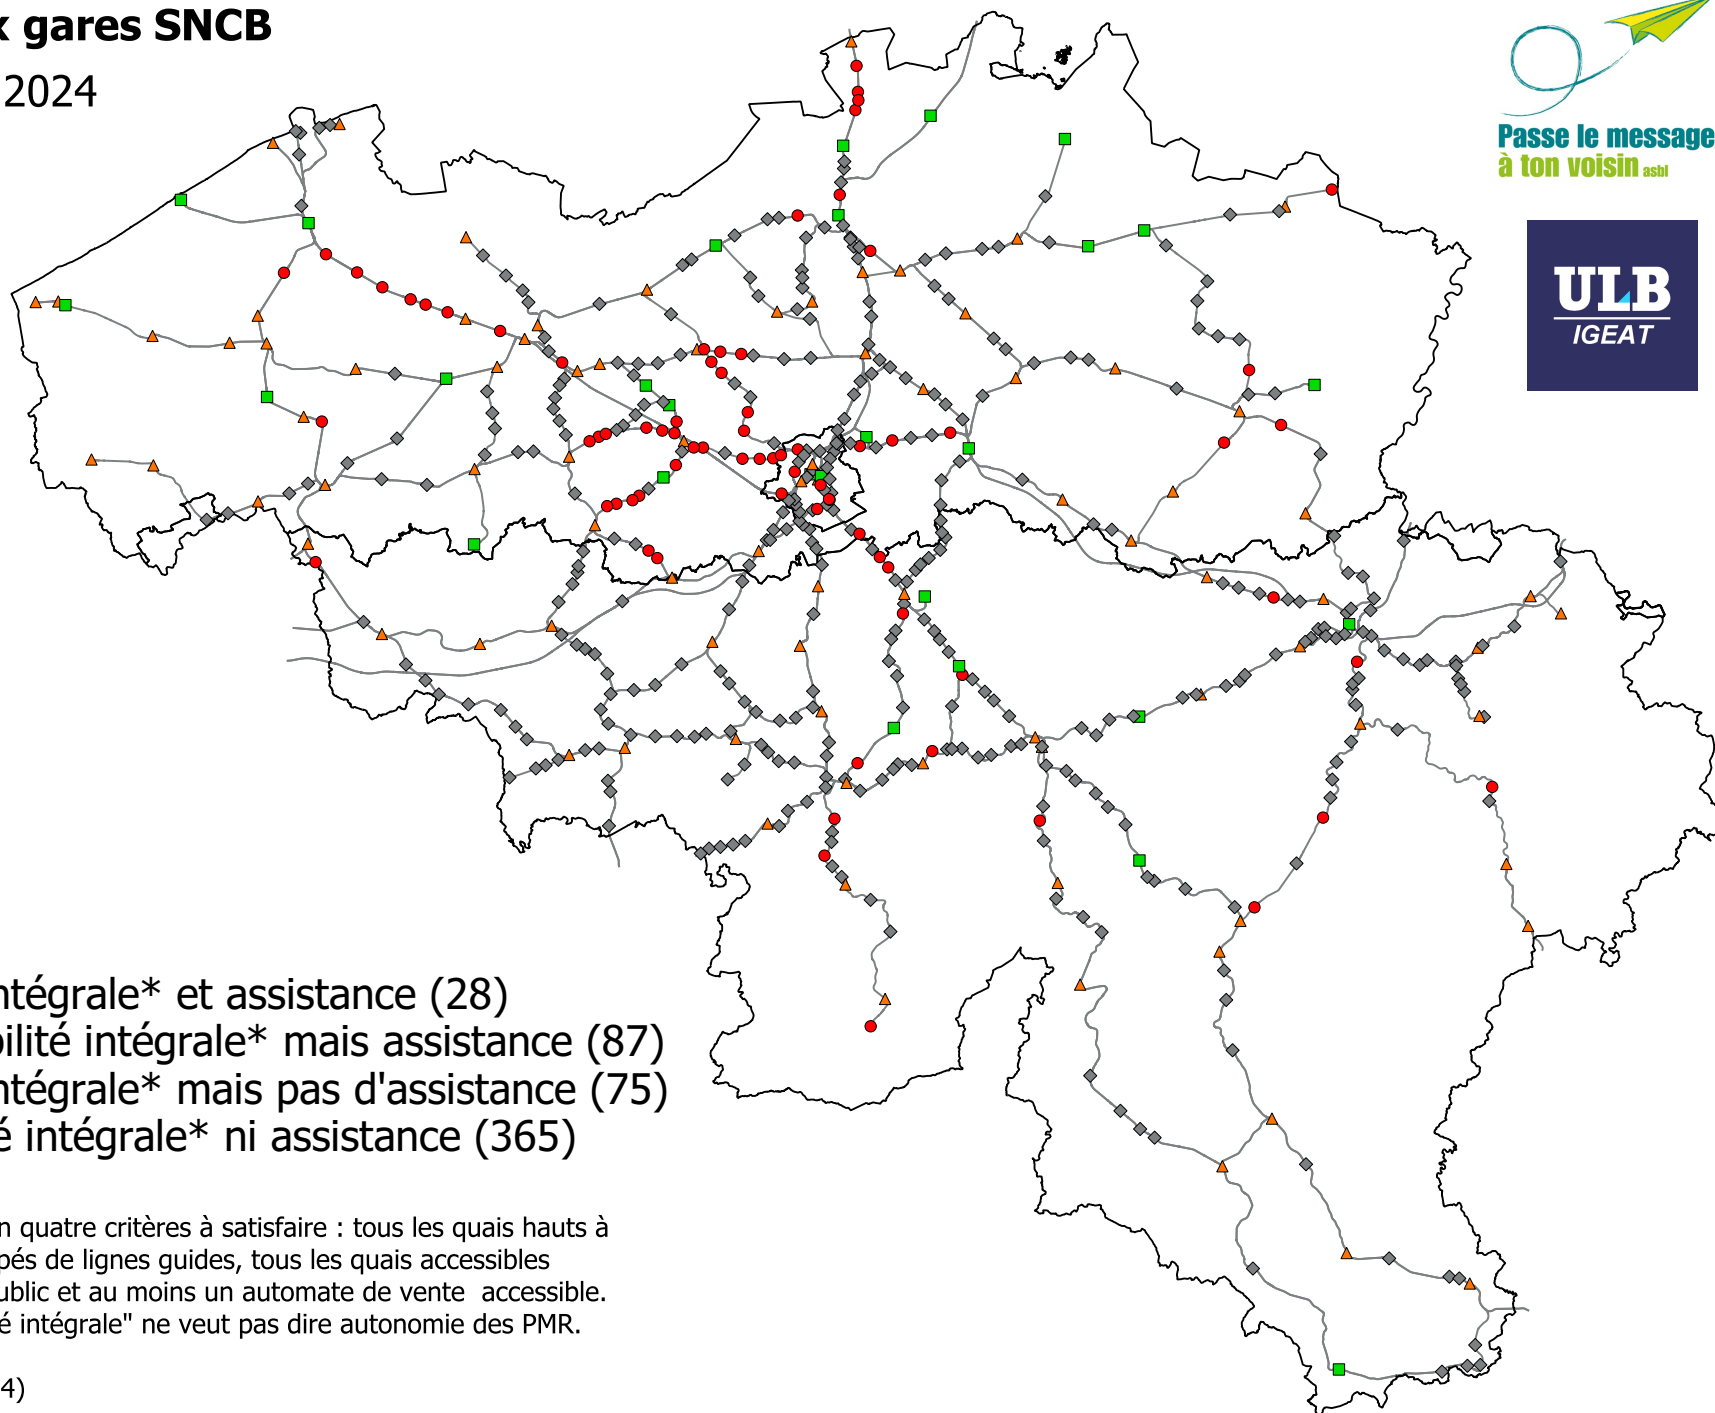 x gares SNCB
2024
Passe le message
à ton voisin asbl
ULB
IGEAT
ntégrale* et assistance (28)
bilité intégrale* mais assistance (87)
ntégrale* mais pas d'assistance (75)
é intégrale* ni assistance (365)
n quatre critères à satisfaire : tous les quais hauts à
pés de lignes guides, tous les quais accessibles
ublic et au moins un automate de vente accessible.
é intégrale" ne veut pas dire autonomie des PMR.
4)